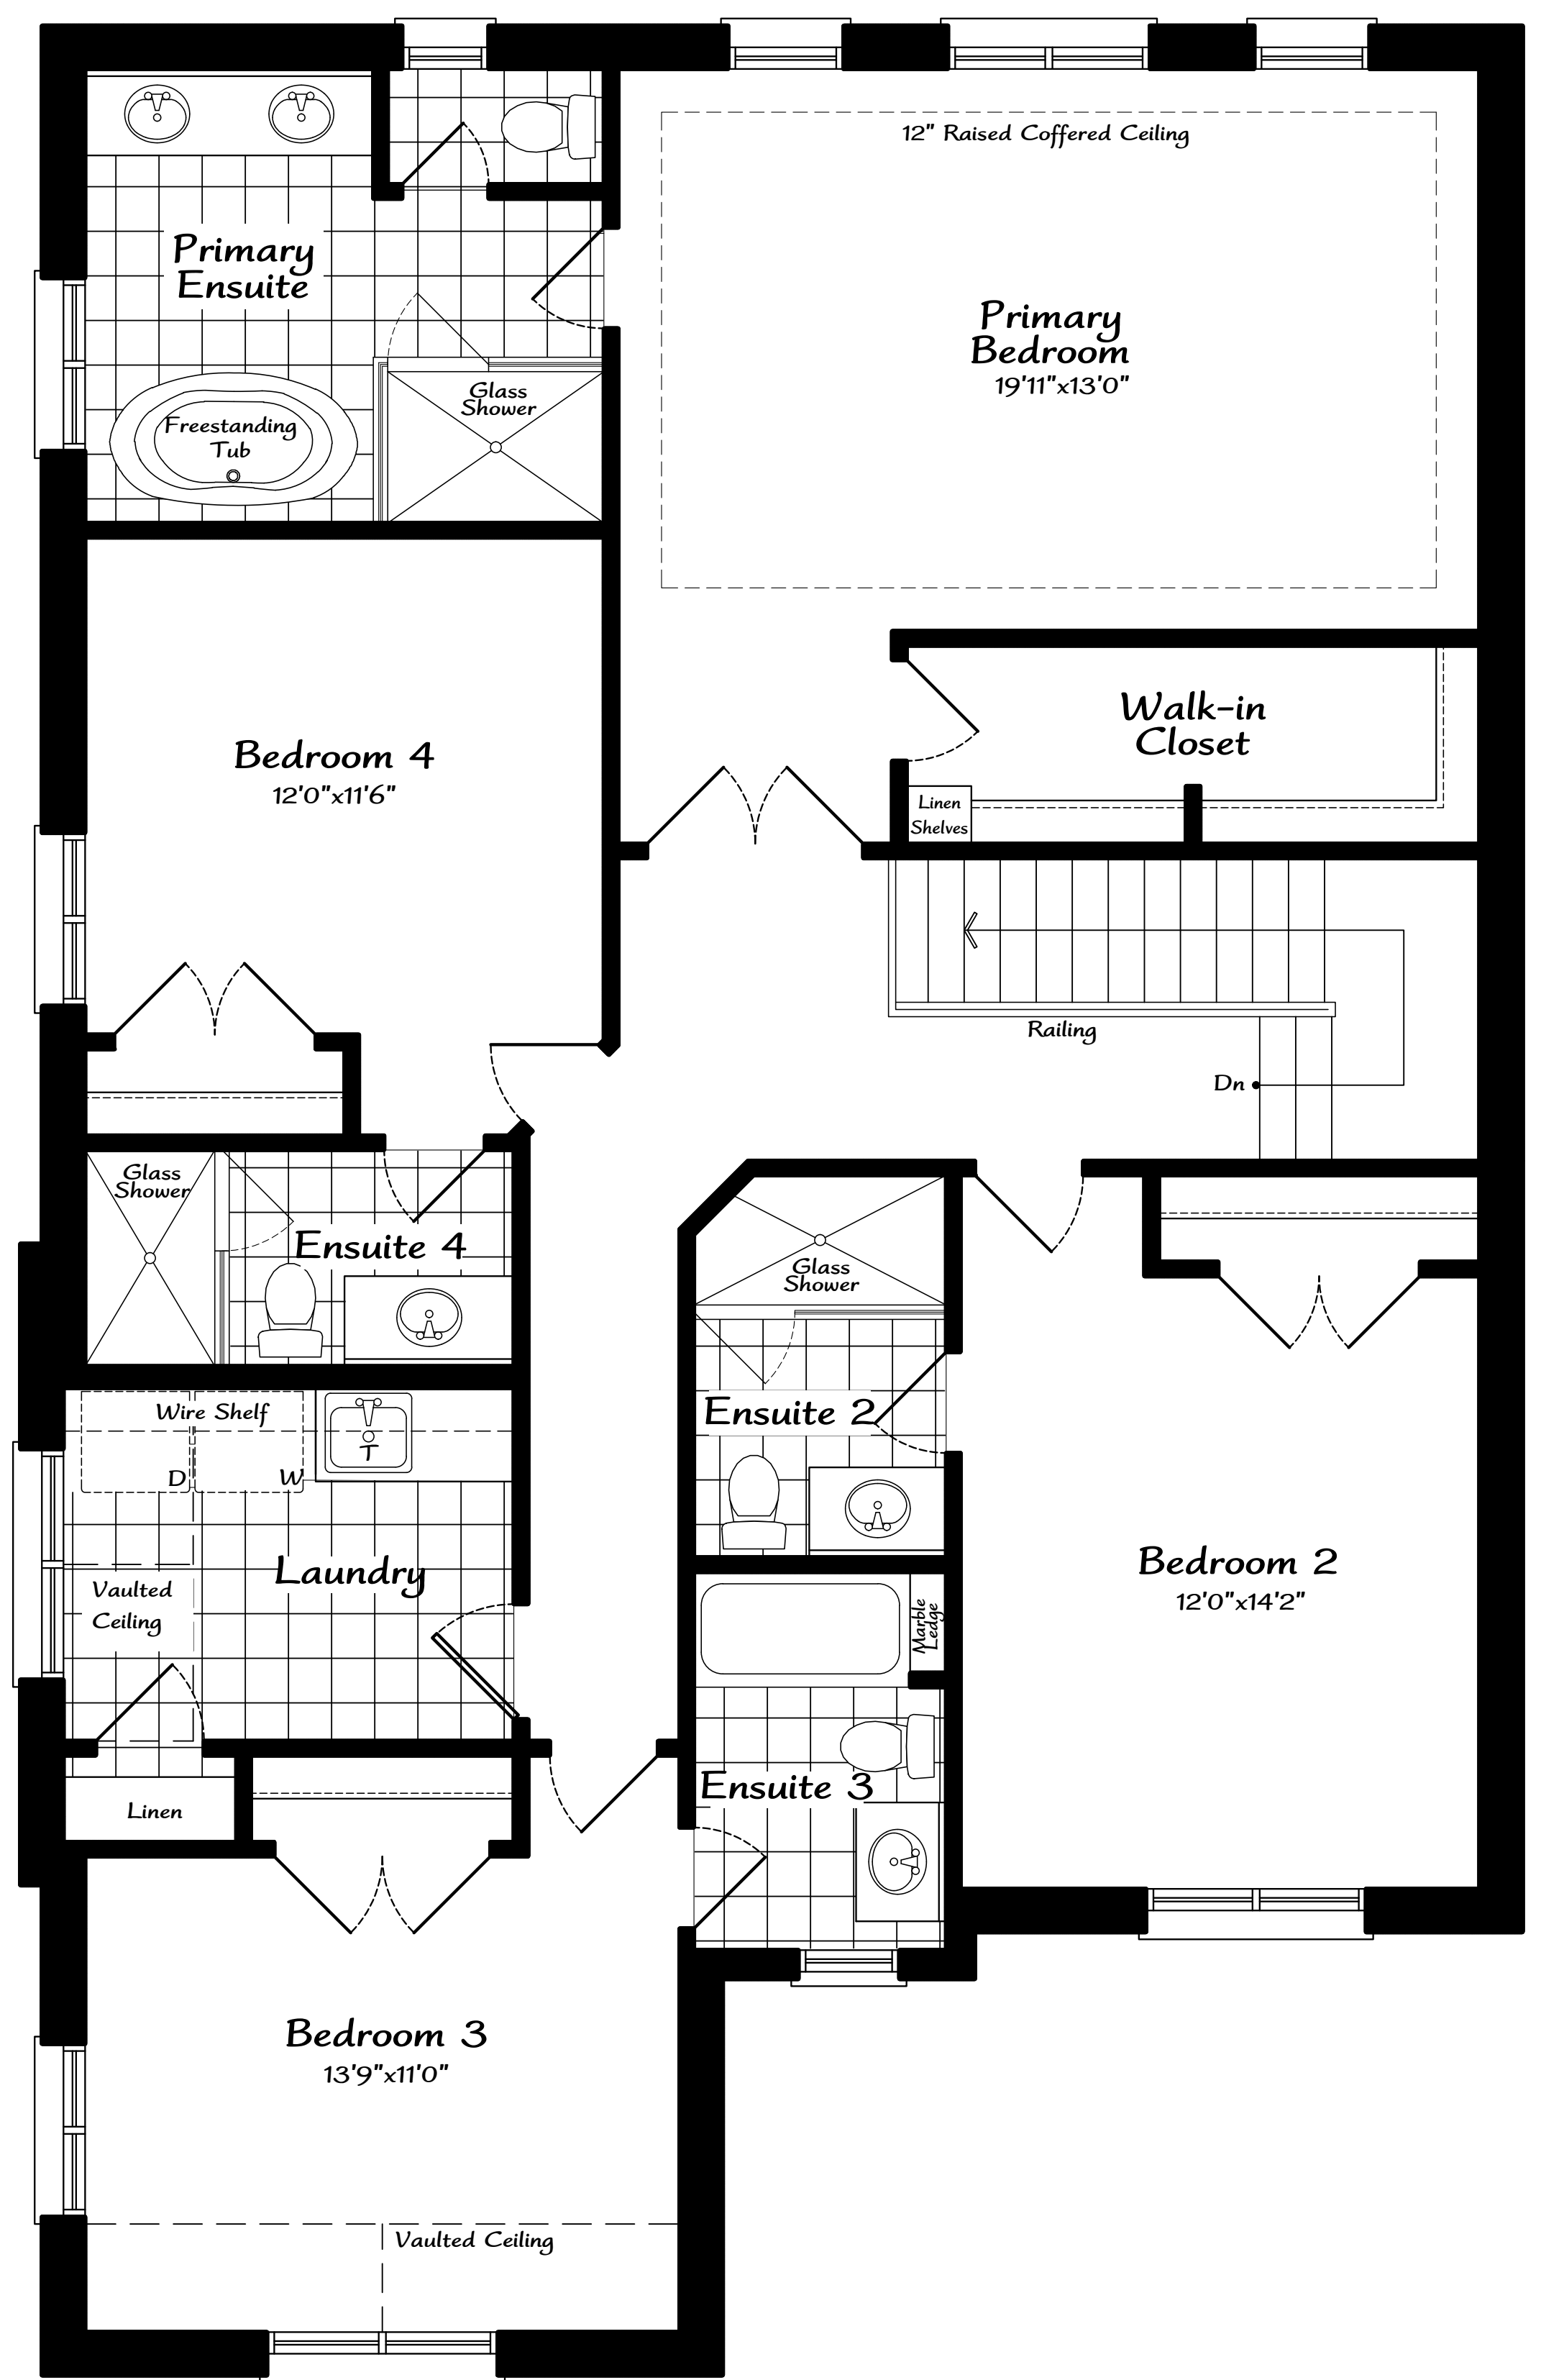 12" Raised Coffered Ceiling
Primary
Ensuite
Primary
Bedroom
19'11"x13'0"
Glass
Shower
Freestanding
Tub
Walk-in
Closet
Bedroom 4
12'0"x11'6"
Linen
Shelves
Railing
Dn
Glass
Shower
Ensuite 4
Glass
Shower
Wire Shelf
T
D
W
Ensuite 2
Laundry
Vaulted
Ceiling
Bedroom 2
12'0"x14'2"
Marble
Ledge
Ensuite 3
Linen
Bedroom 3
13'9"x11'0"
Vaulted Ceiling